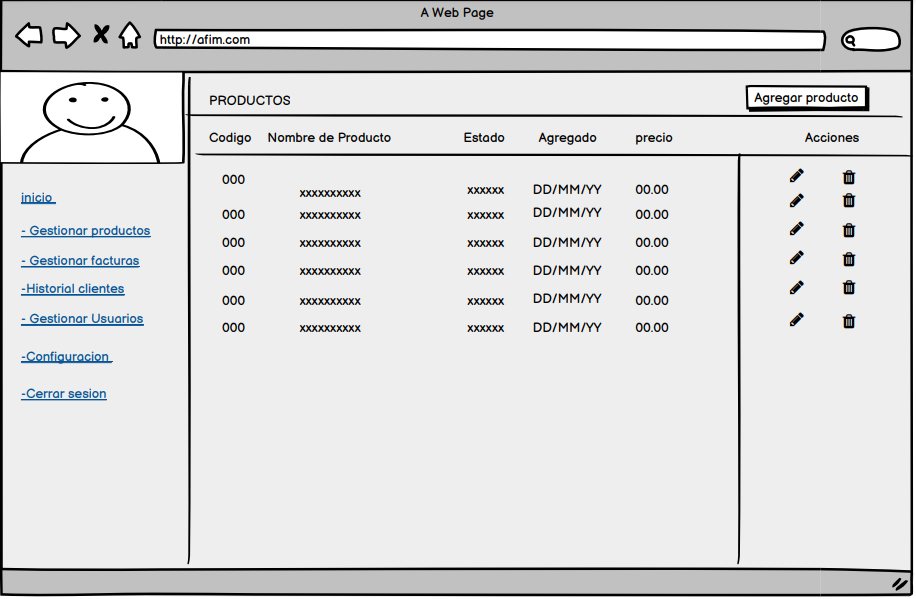 A Web Page
http://afim.com
PRODUCTOS
Agregar producto
Codigo Nombre de Producto Estado Agregado precio Acciones
inicio
- Gestionar productos
- Gestionar facturas
-Historial clientes
- Gestionar Usuarios
-Configuracion
-Cerrar sesion
000 xxxxxxxxxx xxxxxx DD/MM/YY 00.00
000 xxxxxxxxxx xxxxxx DD/MM/YY 00.00
000 xxxxxxxxxx xxxxxx DD/MM/YY 00.00
000 xxxxxxxxxx xxxxxx DD/MM/YY 00.00
000 xxxxxxxxxx xxxxxx DD/MM/YY 00.00
000 xxxxxxxxxx xxxxxx DD/MM/YY 00.00